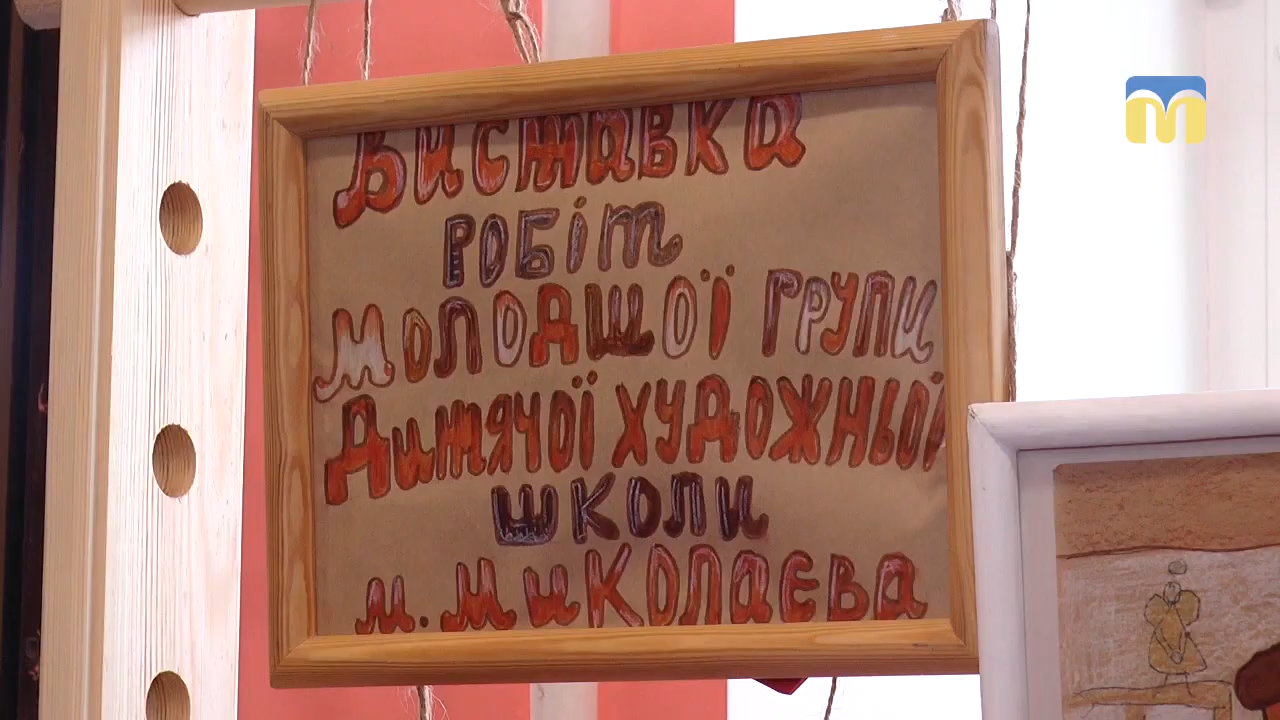 Виставка
робіт
молодшої групи
Дитячої художньої
школи
м. Миколаєва